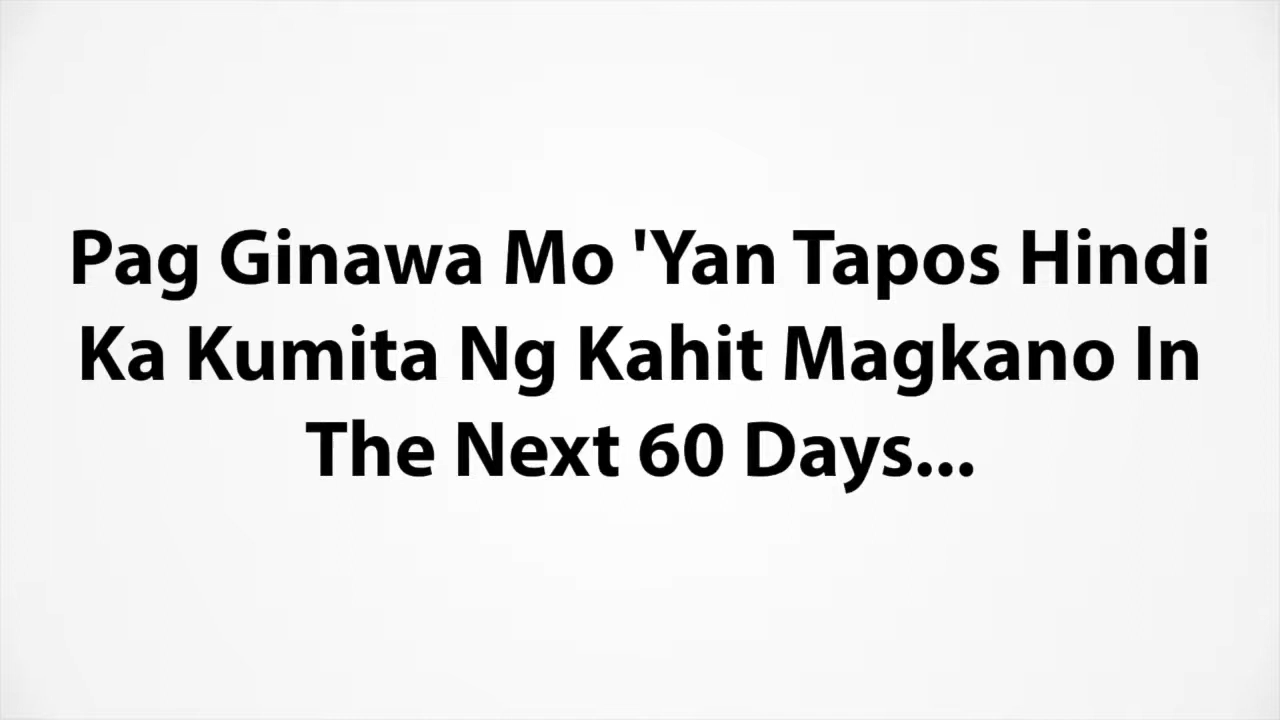 Pag Ginawa Mo 'Yan Tapos Hindi
Ka Kumita Ng Kahit Magkano In
The Next 60 Days...